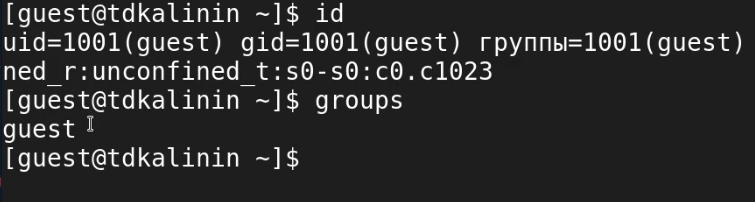 [guest@tdkalinin ~]$ id
uid=1001(guest) gid=1001(guest) группы=1001(guest)
ned_r:unconfined_t:s0-s0:c0.c1023
[guest@tdkalinin ~]$ groups
guest
[guest@tdkalinin ~]$